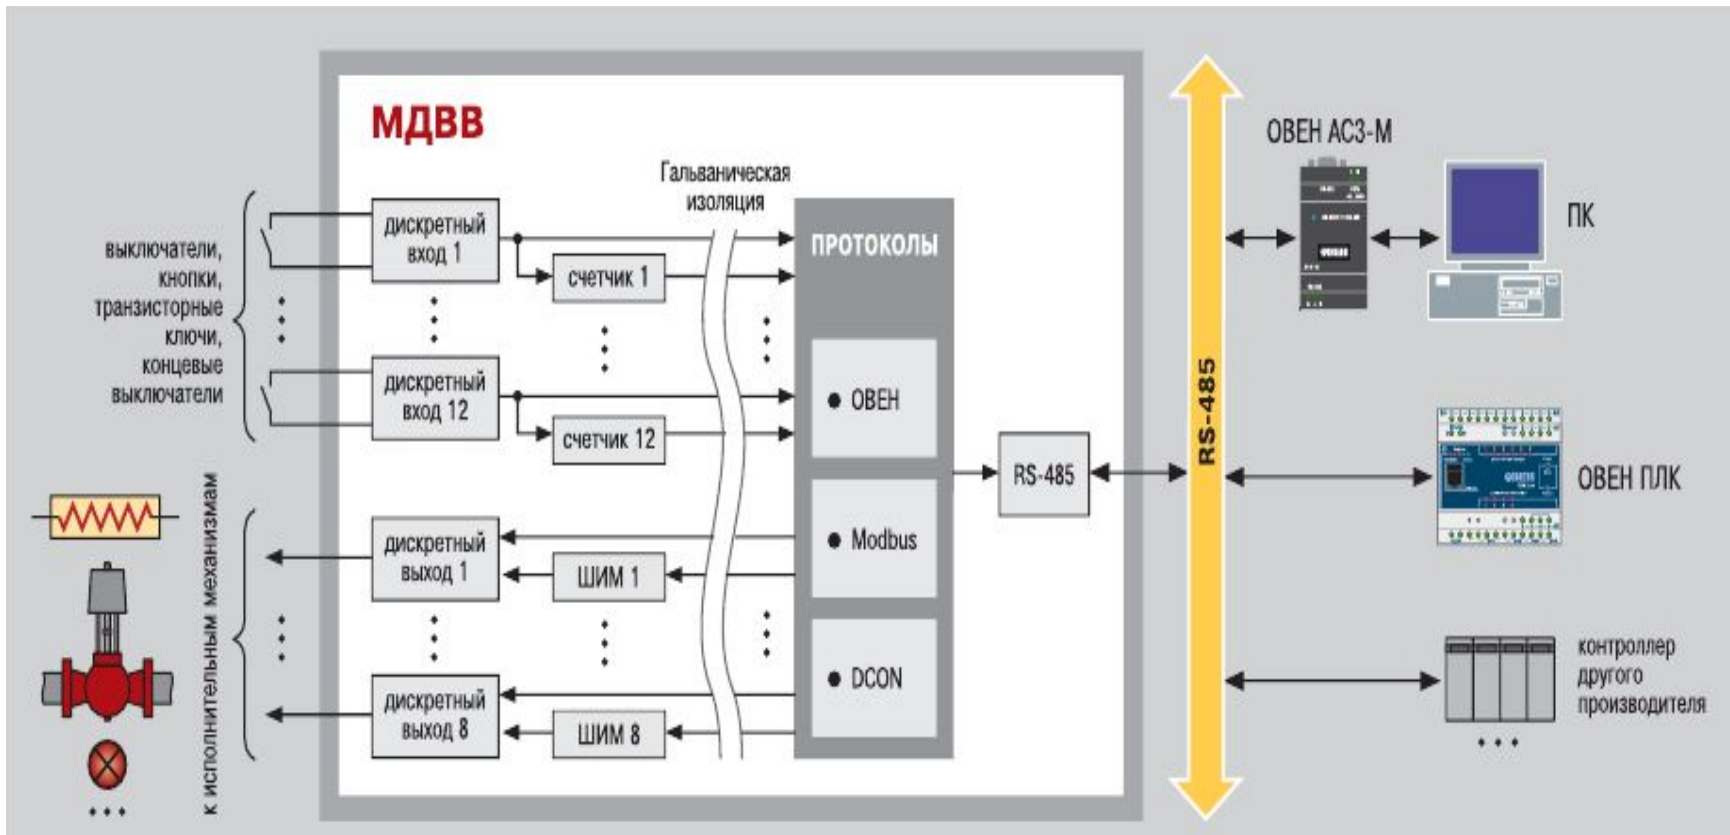 МДВВ
Гальваническая
изоляция
выключатели,
кнопки,
транзисторные
ключи,
концевые
выключатели
дискретный
вход 1
счетчик 1
дискретный
вход 12
счетчик 12
к исполнительным механизмам
дискретный
выход 1
ШИМ 1
дискретный
выход 8
ШИМ 8
ПРОТОКОЛЫ
● ОВЕН
● Modbus
● DCON
RS-485
RS-485
ОВЕН АС3-М
ПК
ОВЕН ПЛК
контроллер
другого
производителя